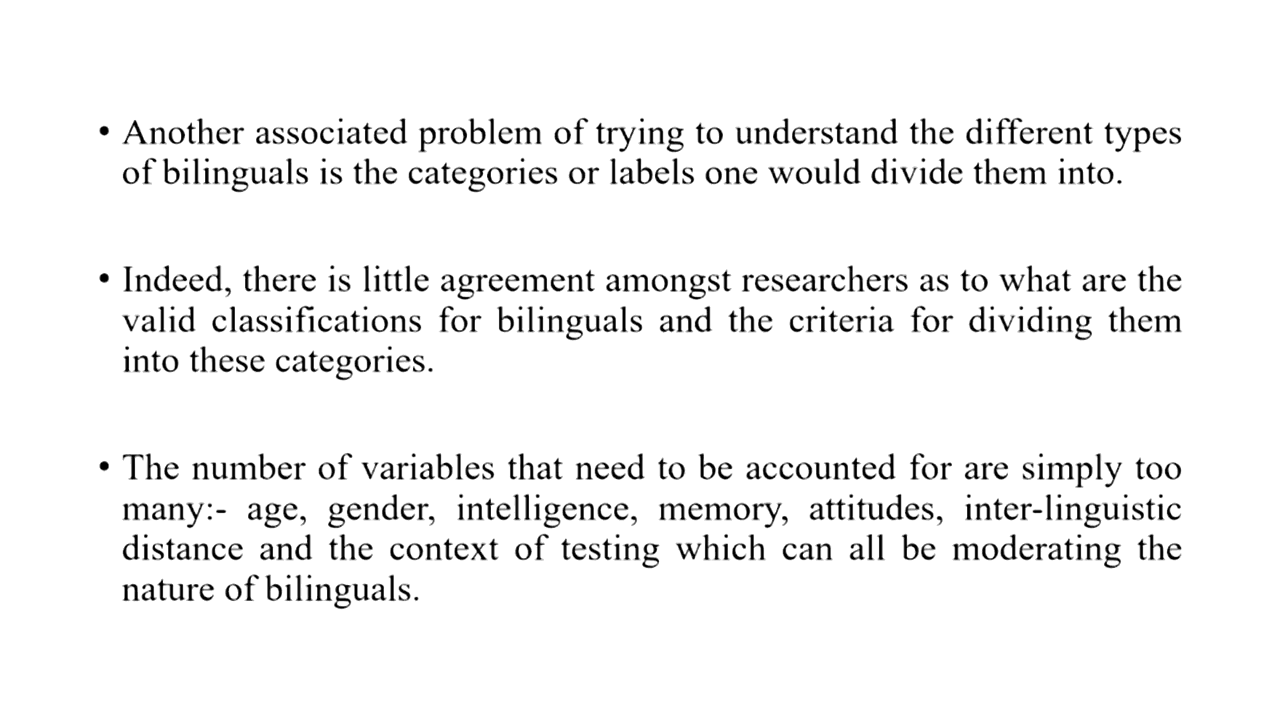 • Another associated problem of trying to understand the different types
of bilinguals is the categories or labels one would divide them into.
• Indeed, there is little agreement amongst researchers as to what are the
valid classifications for bilinguals and the criteria for dividing them
into these categories.
• The number of variables that need to be accounted for are simply too
many:- age, gender, intelligence, memory, attitudes, inter-linguistic
distance and the context of testing which can all be moderating the
nature of bilinguals.